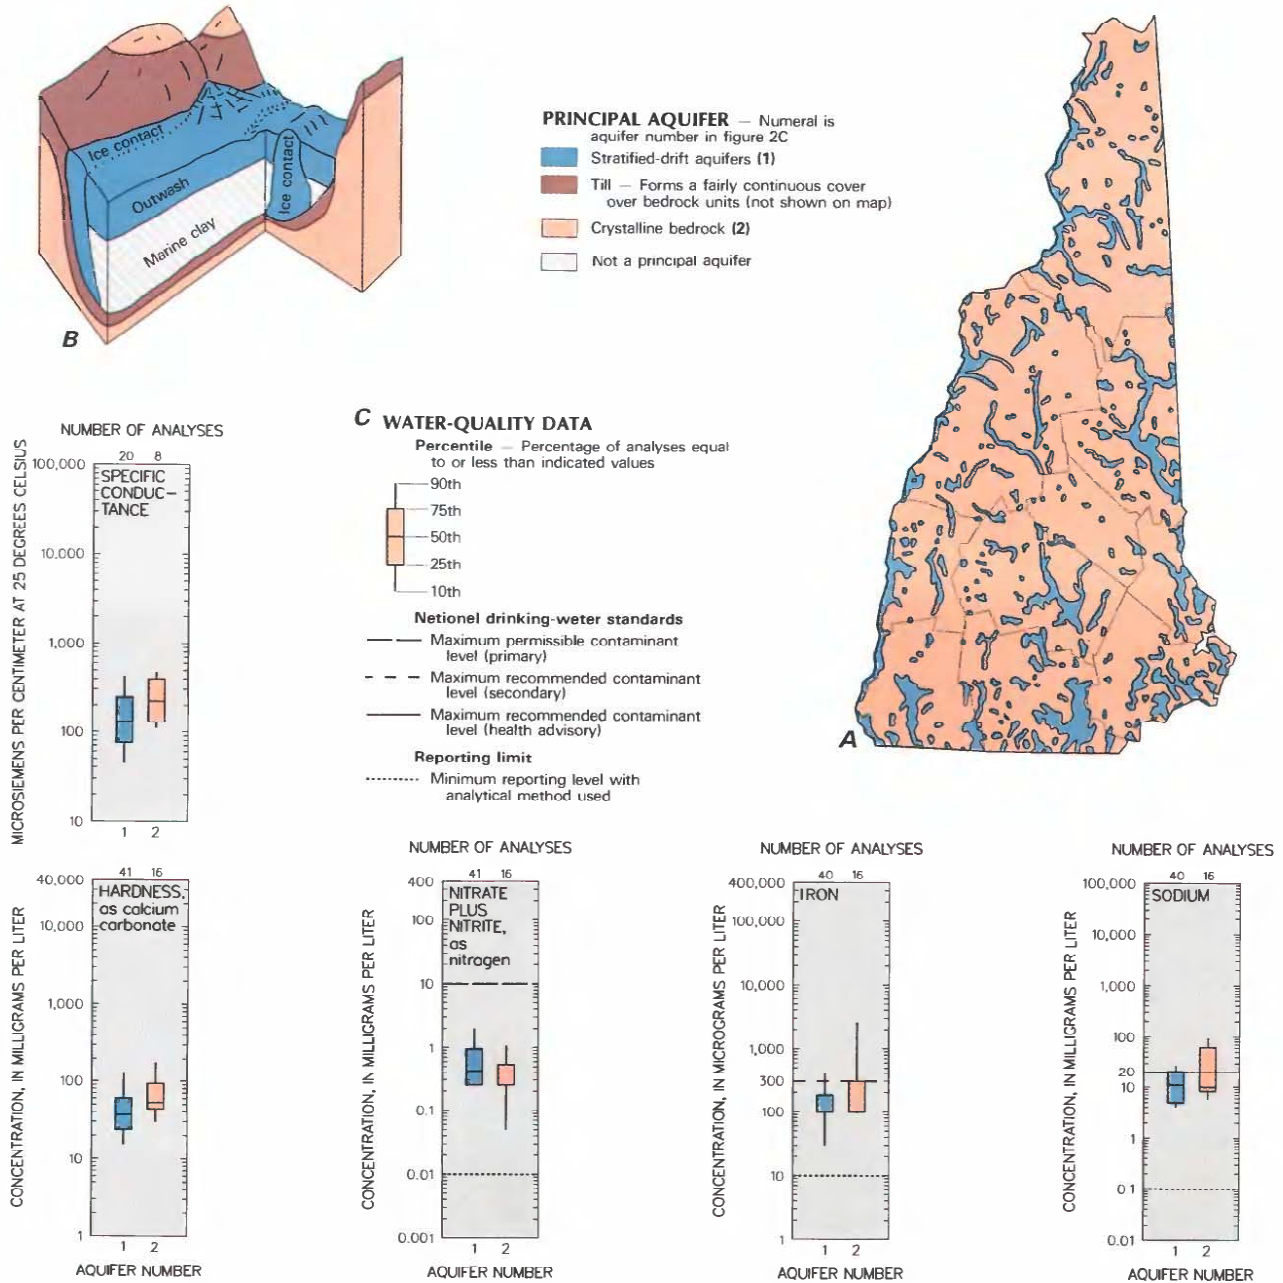 Ice contact
Outwash
Marine clay
Ice contact
B
PRINCIPAL AQUIFER — Numeral is
aquifer number in figure 2C
Stratified-drift aquifers (1)
Till — Forms a fairly continuous cover
over bedrock units (not shown on map)
Crystalline bedrock (2)
Not a principal aquifer
A
C WATER-QUALITY DATA
Percentile — Percentage of analyses equal
to or less than indicated values
90th
75th
50th
25th
10th
Netionel drinking-weter stendards
Maximum permissible contaminant
level (primary)
Maximum recommended contaminant
level (secondary)
Maximum recommended contaminant
level (health advisory)
Reporting limit
Minimum reporting level with
analytical method used
NUMBER OF ANALYSES
20 8
SPECIFIC
CONDUC-
TANCE
MICROSIEMENS PER CENTIMETER AT 25 DEGREES CELSIUS
100,000
10,000
1,000
100
10
1 2
41 16
HARDNESS,
as calcium
carbonate
CONCENTRATION, IN MILLIGRAMS PER LITER
40,000
10,000
1,000
100
10
1
1 2
AQUIFER NUMBER
NUMBER OF ANALYSES
41 16
NITRATE
PLUS
NITRITE,
as
nitrogen
CONCENTRATION, IN MILLIGRAMS PER LITER
400
100
10
1
0.1
0.01
0.001
1 2
AQUIFER NUMBER
NUMBER OF ANALYSES
40 16
IRON
CONCENTRATION, IN MICROGRAMS PER LITER
400,000
100,000
10,000
1,000
300
100
10
1
1 2
AQUIFER NUMBER
NUMBER OF ANALYSES
40 16
SODIUM
CONCENTRATION, IN MILLIGRAMS PER LITER
100,000
10,000
1,000
100
20
10
1
0 1
0.01
1 2
AQUIFER NUMBER